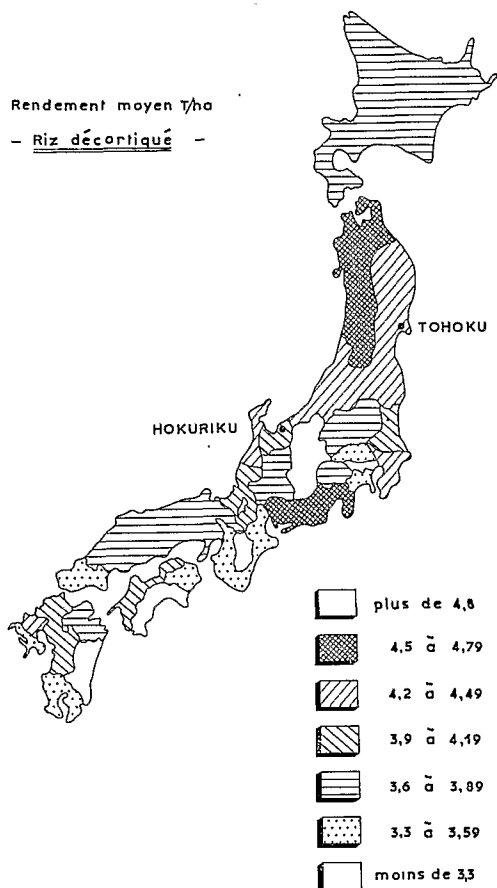 Rendement moyen T/ha
- Riz décortiqué -
TOHOKU
HOKURIKU
plus de 4,8
4,5 à 4,79
4,2 à 4,49
3,9 à 4,19
3,6 à 3,89
3,3 à 3,59
moins de 3,3